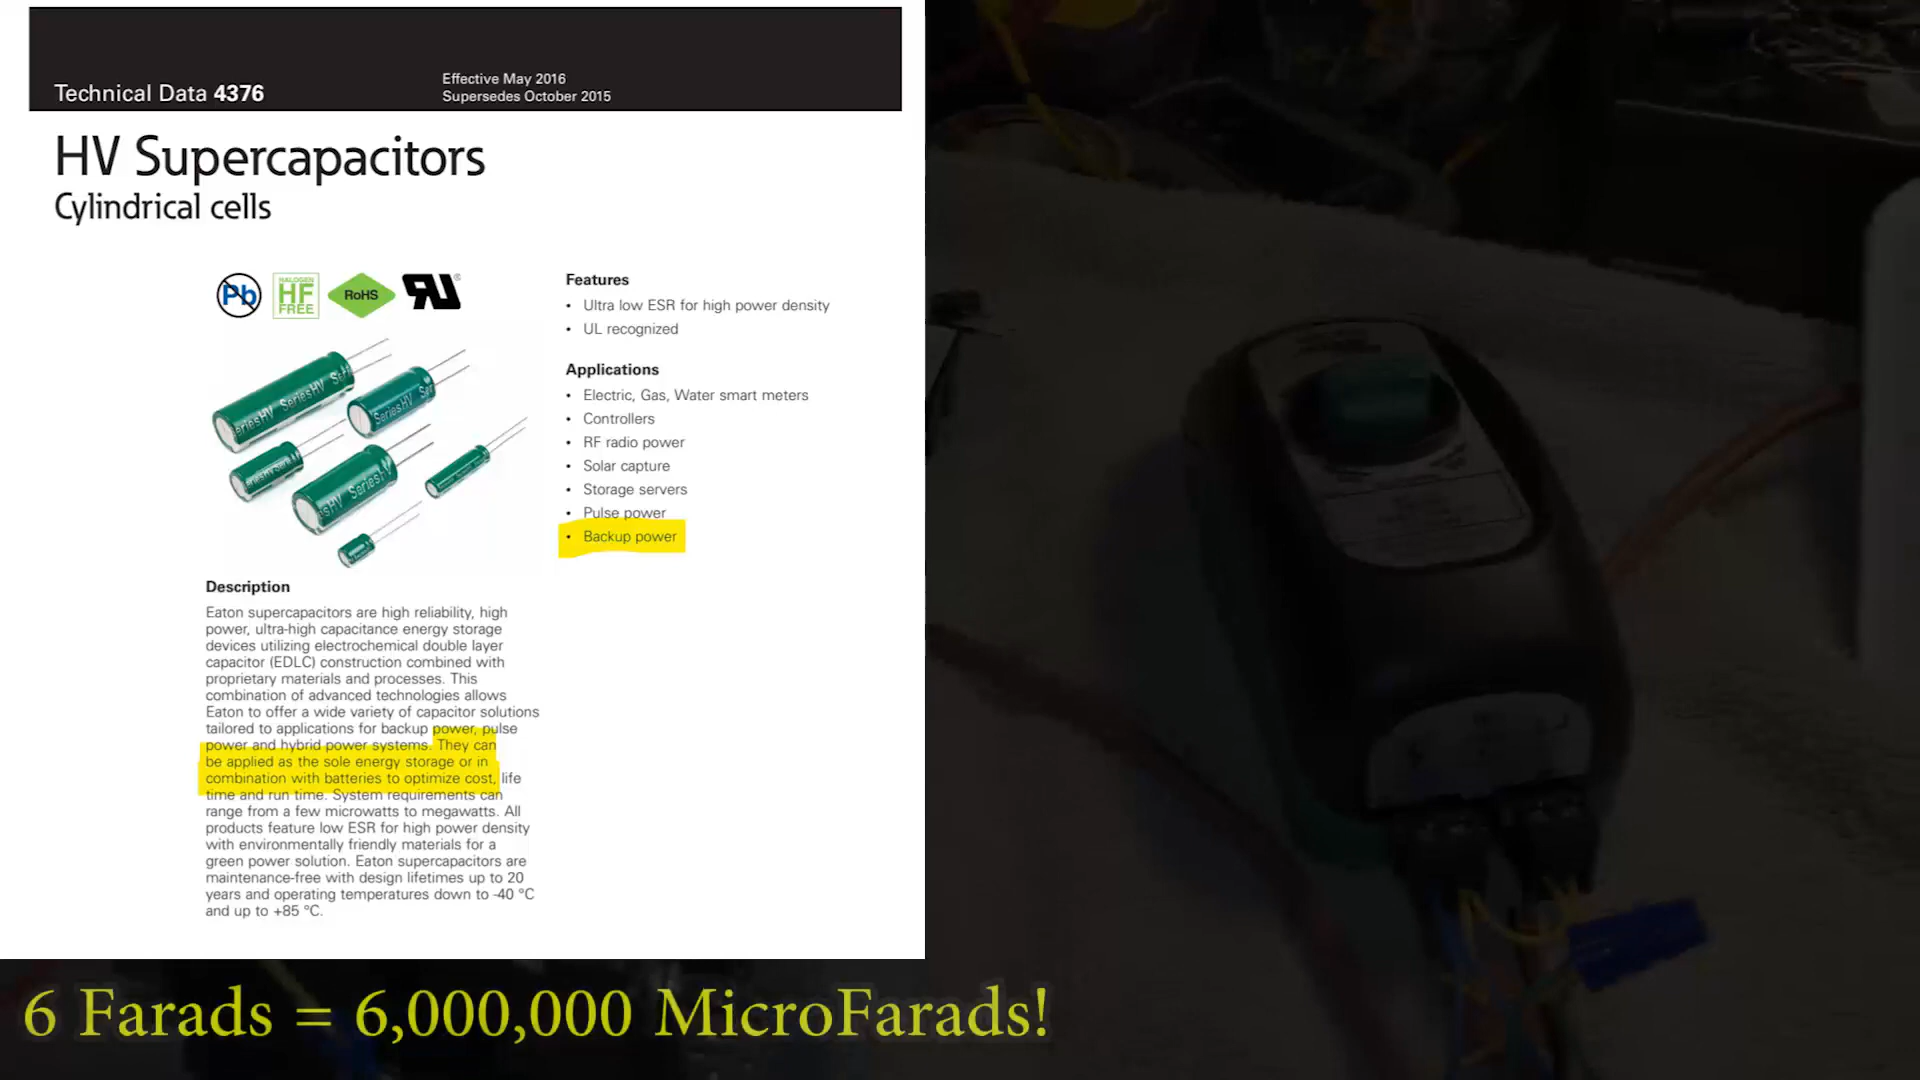 Technical Data 4376
Effective May 2016
Supersedes October 2015
HV Supercapacitors
Cylindrical cells
Pb
HALOGEN
HF
FREE
RoHS
Series HV
Series HV
Series HV
Series HV
Features
• Ultra low ESR for high power density
• UL recognized
Applications
• Electric, Gas, Water smart meters
• Controllers
• RF radio power
• Solar capture
• Storage servers
• Pulse power
• Backup power
Description
Eaton supercapacitors are high reliability, high
power, ultra-high capacitance energy storage
devices utilizing electrochemical double layer
capacitor (EDLC) construction combined with
proprietary materials and processes. This
combination of advanced technologies allows
Eaton to offer a wide variety of capacitor solutions
tailored to applications for backup power, pulse
power and hybrid power systems. They can
be applied as the sole energy storage or in
combination with batteries to optimize cost, life
time and run time. System requirements can
range from a few microwatts to megawatts. All
products feature low ESR for high power density
with environmentally friendly materials for a
green power solution. Eaton supercapacitors are
maintenance-free with design lifetimes up to 20
years and operating temperatures down to -40 °C
and up to +85 °C.
6 Farads = 6,000,000 MicroFarads!